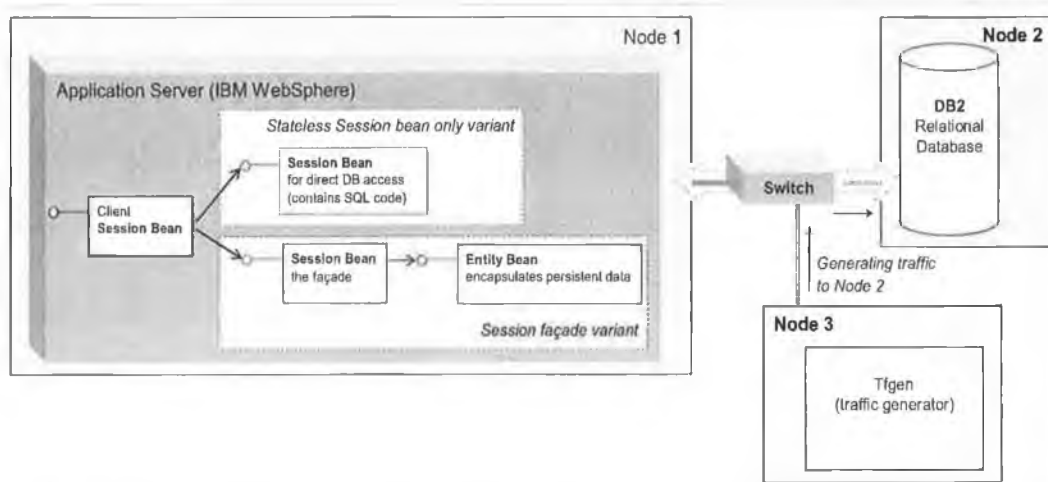 Node 1
Application Server (IBM WebSphere)
Stateless Session bean only variant
Session Bean
for direct DB access
(contains SQL code)
Client
Session Bean
Session Bean
the façade
Entity Bean
encapsulates persistent data
Session façade variant
Switch
Node 2
DB2
Relational
Database
Generating traffic
to Node 2
Node 3
Tfgen
(traffic generator)